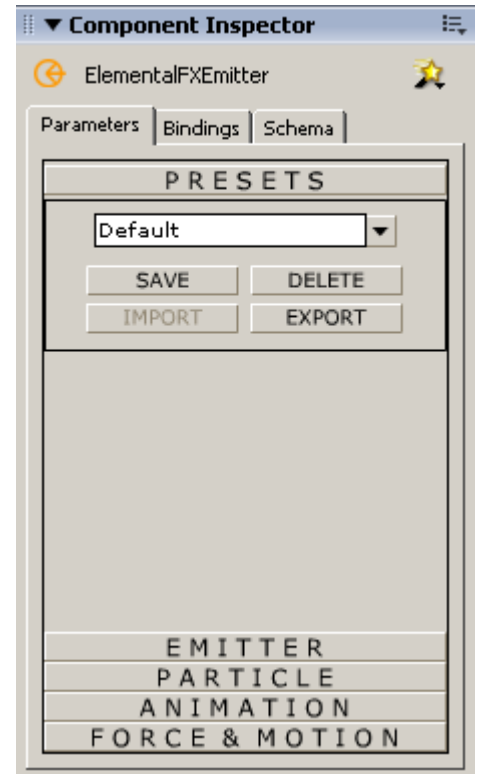 Component Inspector
ElementalFXEmitter
Parameters Bindings Schema
PRESETS
Default
SAVE DELETE
IMPORT EXPORT
EMITTER
PARTICLE
ANIMATION
FORCE & MOTION